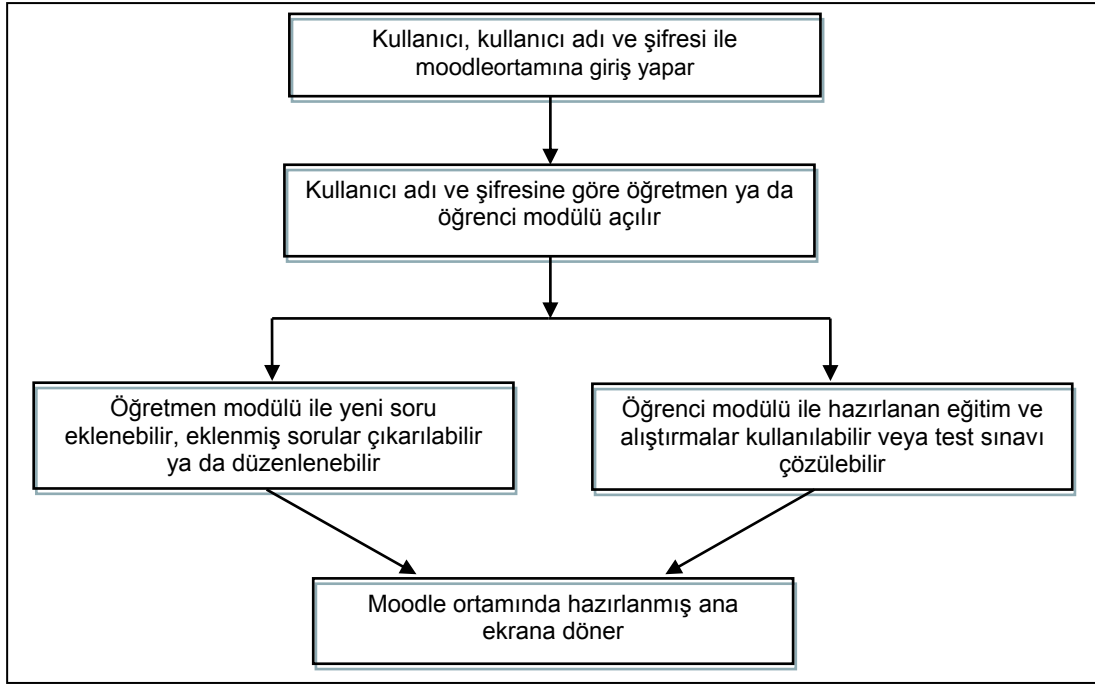 Kullanıcı, kullanıcı adı ve şifresi ile
moodleortamına giriş yapar
Kullanıcı adı ve şifresine göre öğretmen ya da
öğrenci modülü açılır
Öğretmen modülü ile yeni soru
eklenebilir, eklenmiş sorular çıkarılabilir
ya da düzenlenebilir
Öğrenci modülü ile hazırlanan eğitim ve
alıştırmalar kullanılabilir veya test sınavı
çözülebilir
Moodle ortamında hazırlanmış ana
ekrana döner